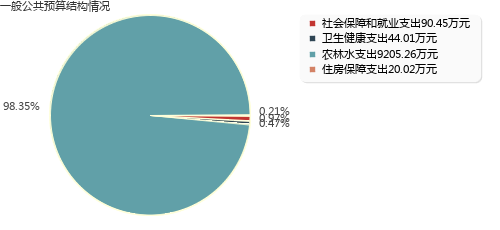 一般公共预算结构情况
社会保障和就业支出90.45万元
卫生健康支出44.01万元
农林水支出9205.26万元
住房保障支出20.02万元
98.35%
0.21%
0.97%
0.47%